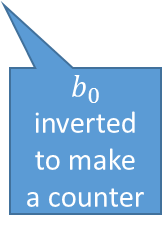 b₀
inverted
to make
a counter